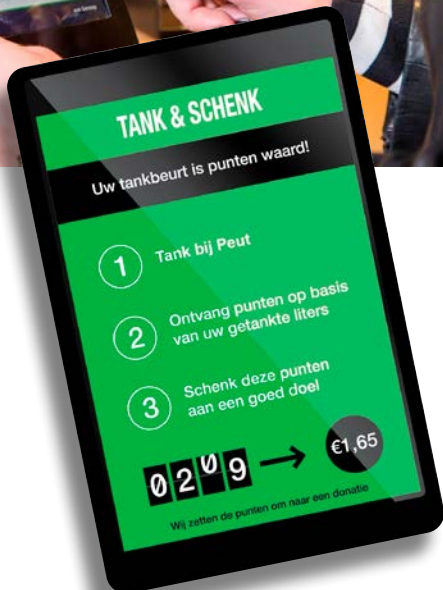 TANK & SCHENK
Uw tankbeurt is punten waard!
1 Tank bij Peut
2 Ontvang punten op basis
van uw getankte liters
3 Schenk deze punten
aan een goed doel
0209 → €1,65
Wij zetten de punten om naar een donatie